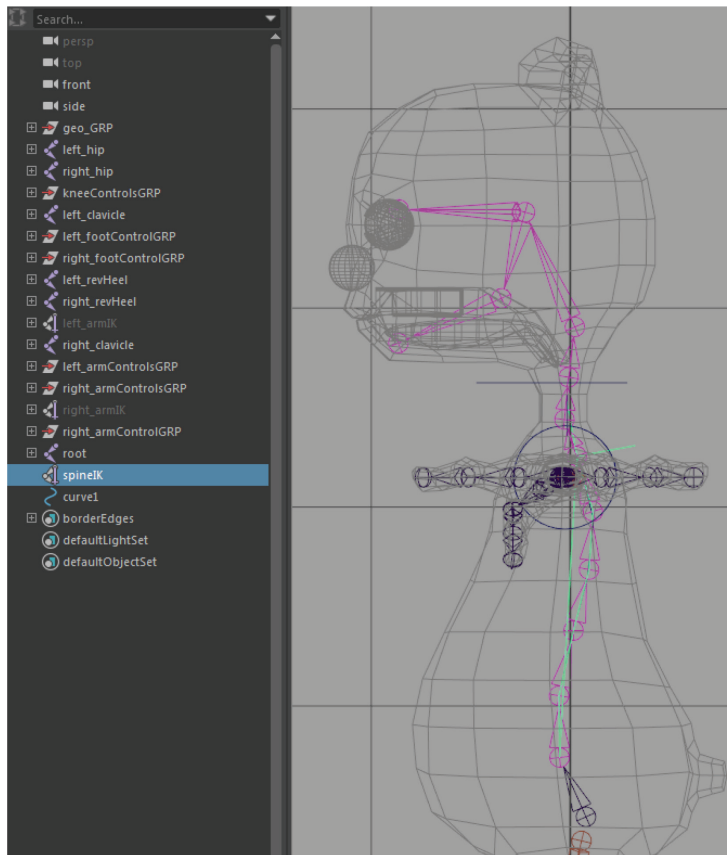 Search...
persp
top
front
side
geo_GRP
left_hip
right_hip
kneeControlsGRP
left_clavicle
left_footControlGRP
right_footControlGRP
left_revHeel
right_revHeel
left_armIK
right_clavicle
left_armControlsGRP
right_armControlsGRP
right_armIK
right_armControlGRP
root
spineIK
curve1
borderEdges
defaultLightSet
defaultObjectSet